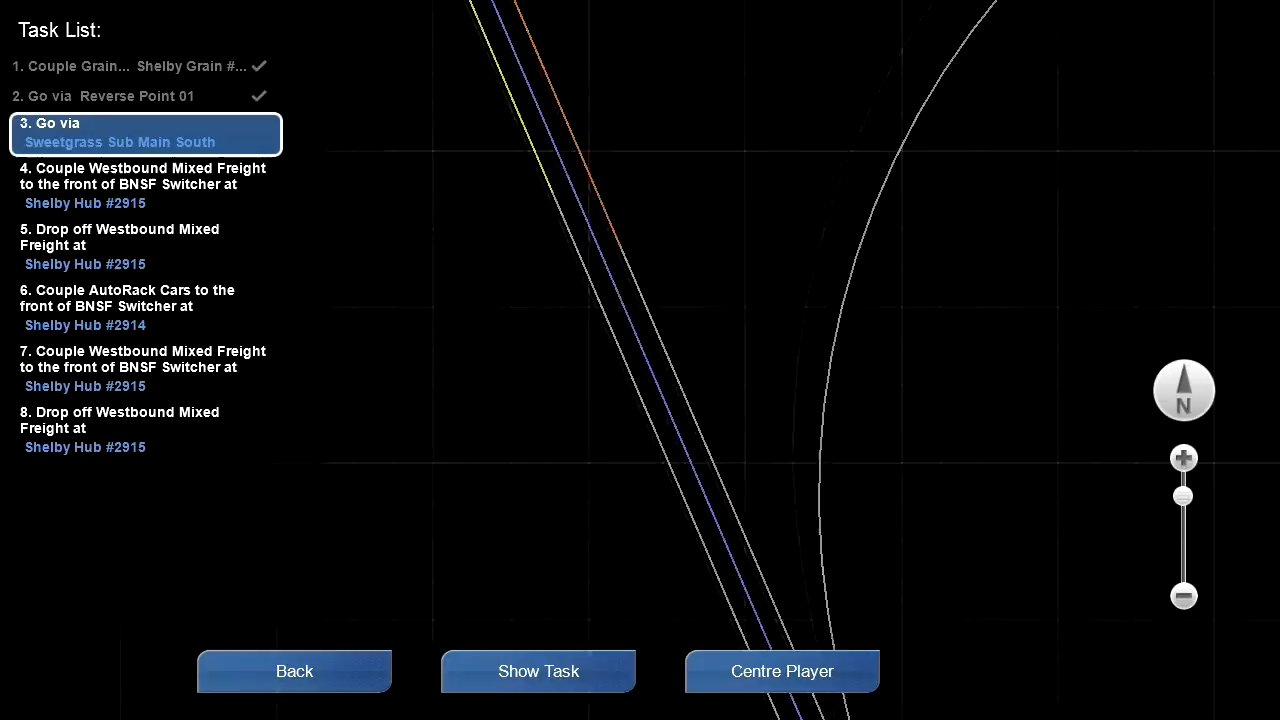 Task List:
1. Couple Grain... Shelby Grain #...
2. Go via Reverse Point 01
3. Go via
Sweetgrass Sub Main South
4. Couple Westbound Mixed Freight
to the front of BNSF Switcher at
Shelby Hub #2915
5. Drop off Westbound Mixed
Freight at
Shelby Hub #2915
6. Couple AutoRack Cars to the
front of BNSF Switcher at
Shelby Hub #2914
7. Couple Westbound Mixed Freight
to the front of BNSF Switcher at
Shelby Hub #2915
8. Drop off Westbound Mixed
Freight at
Shelby Hub #2915
N
Back
Show Task
Centre Player